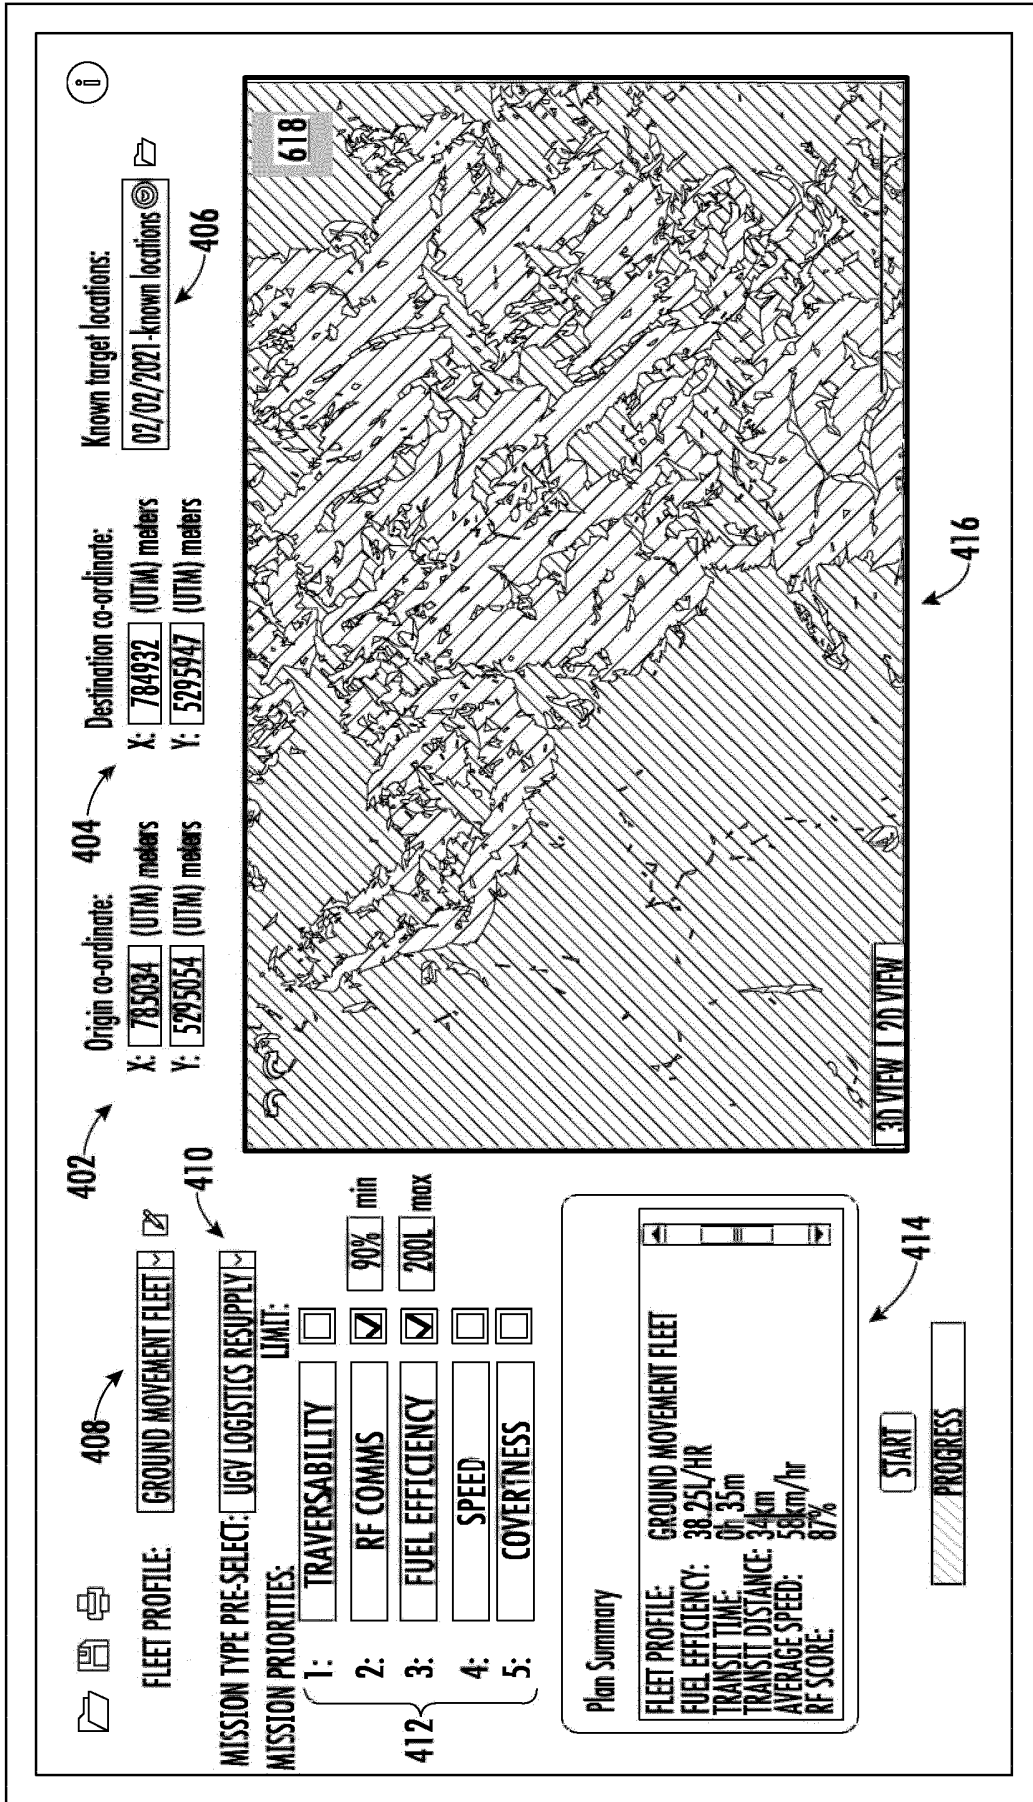 402
404
Origin co-ordinate:
X: 785034 (UTM) meters
Y: 5295054 (UTM) meters
Destination co-ordinate:
X: 784932 (UTM) meters
Y: 5295947 (UTM) meters
Known target locations:
02/02/2021-known locations
406
i
408
FLEET PROFILE: GROUND MOVEMENT FLEET
410
MISSION TYPE PRE-SELECT: UGV LOGISTICS RESUPPLY
MISSION PRIORITIES: LIMIT:
1: TRAVERSABILITY
2: RF COMMS 90% min
3: FUEL EFFICIENCY 200L max
4: SPEED
5: COVERTNESS
412
Plan Summary
FLEET PROFILE: GROUND MOVEMENT FLEET
FUEL EFFICIENCY: 38.25L/HR
TRANSIT TIME: 0h 35m
TRANSIT DISTANCE: 34km
AVERAGE SPEED: 58km/hr
RF SCORE: 87%
414
START
PROGRESS
618
3D VIEW | 2D VIEW
416